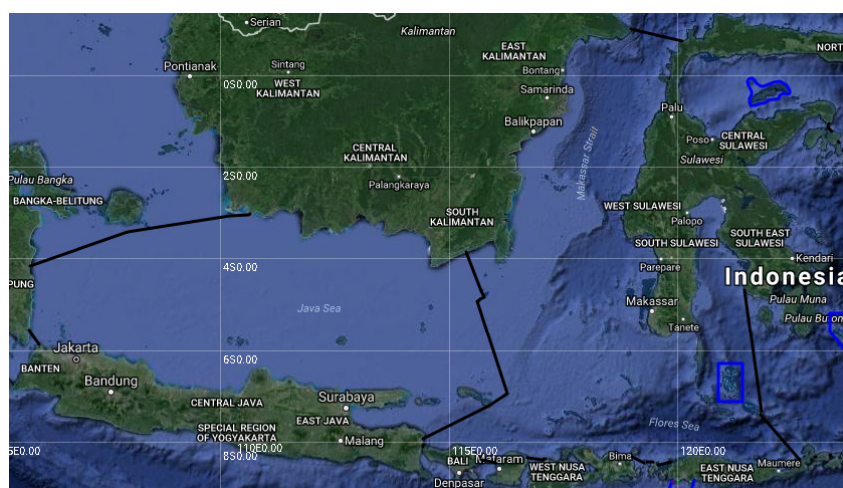 Serian
Kalimantan
EAST
KALIMANTAN
NORT
Pontianak
Sintang
Bontang
0S0.00
WEST
KALIMANTAN
Samarinda
Palu
Balikpapan
Makassar Strait
CENTRAL
KALIMANTAN
Poso
CENTRAL
SULAWESI
Sulawesi
2S0.00
Pulau Bangka
Palangkaraya
BANGKA-BELITUNG
SOUTH
KALIMANTAN
WEST SULAWESI
Palopo
SOUTH EAST
SULAWESI
SOUTH SULAWESI
Kendari
4S0.00
Parepare
Indonesia
PUNG
Java Sea
Makassar
Pulau Muna
Pulau Buton
Tanete
Jakarta
6S0.00
BANTEN
Bandung
CENTRAL JAVA
Surabaya
EAST JAVA
SPECIAL REGION
OF YOGYAKARTA
Malang
Flores Sea
5E0.00
110E0.00
115E0.00
120E0.00
8S0.00
BALI
Mataram
Bima
Maumere
WEST NUSA
TENGGARA
EAST NUSA
TENGGARA
Denpasar